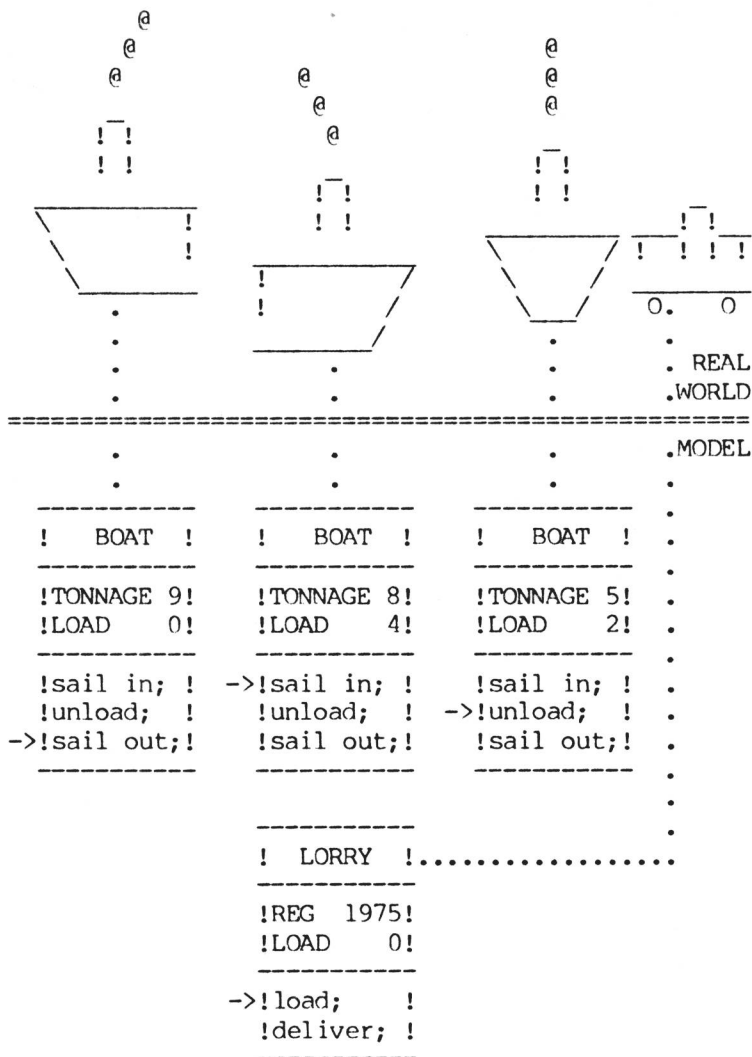 REAL
WORLD
MODEL
! BOAT ! ! BOAT ! ! BOAT !
!TONNAGE 9! !TONNAGE 8! !TONNAGE 5!
!LOAD 0! !LOAD 4! !LOAD 2!
!sail in; ! ->!sail in; ! !sail in; !
!unload; ! !unload; ! ->!unload; !
->!sail out;! !sail out;! !sail out;!
! LORRY !
!REG 1975!
!LOAD 0!
->!load; !
!deliver; !